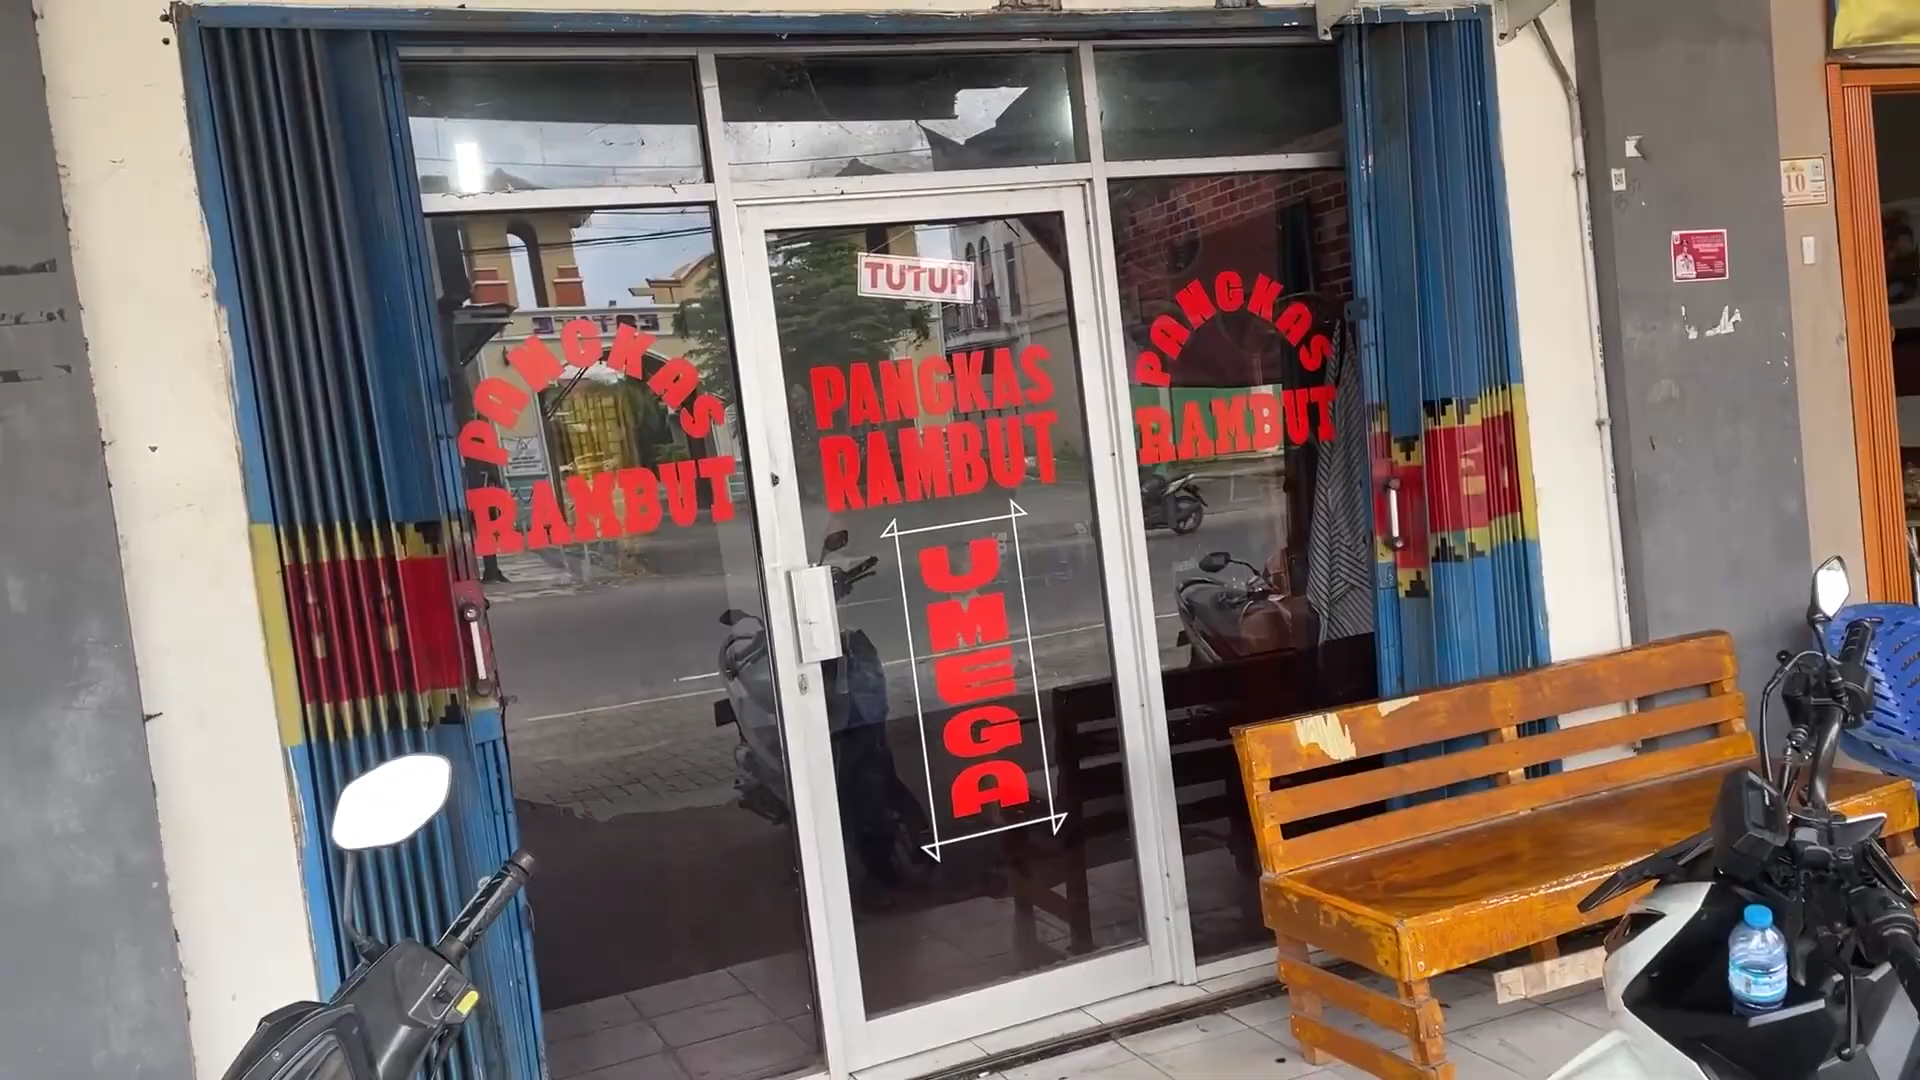 TUTUP
PANGKAS
RAMBUT
PANGKAS
RAMBUT
UMEGA
PANGKAS
RAMBUT
10